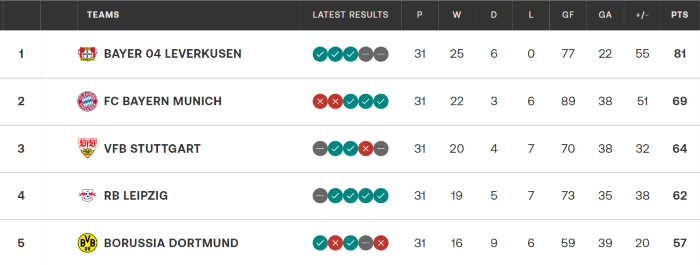 TEAMS LATEST RESULTS P W D L GF GA +/- PTS
1 BAYER 04 LEVERKUSEN 31 25 6 0 77 22 55 81
2 FC BAYERN MUNICH 31 22 3 6 89 38 51 69
3 VFB STUTTGART 31 20 4 7 70 38 32 64
4 RB LEIPZIG 31 19 5 7 73 35 38 62
5 BVB BORUSSIA DORTMUND 31 16 9 6 59 39 20 57